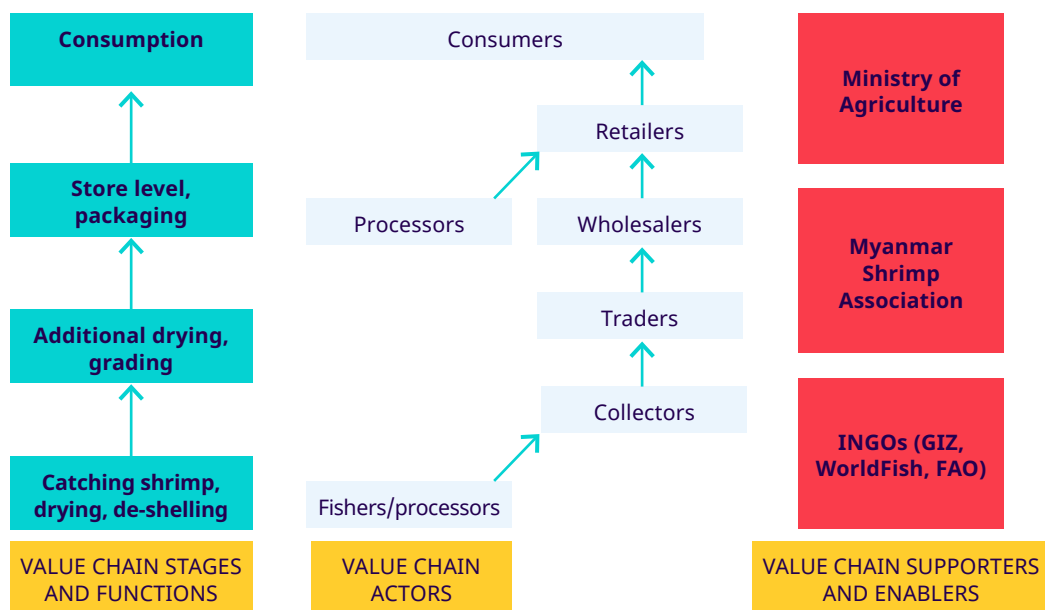 Consumption
Store level,
packaging
Additional drying,
grading
Catching shrimp,
drying, de-shelling
VALUE CHAIN STAGES
AND FUNCTIONS
Consumers
Retailers
Processors
Wholesalers
Traders
Collectors
Fishers/processors
VALUE CHAIN
ACTORS
Ministry of
Agriculture
Myanmar
Shrimp
Association
INGOs (GIZ,
WorldFish, FAO)
VALUE CHAIN SUPPORTERS
AND ENABLERS